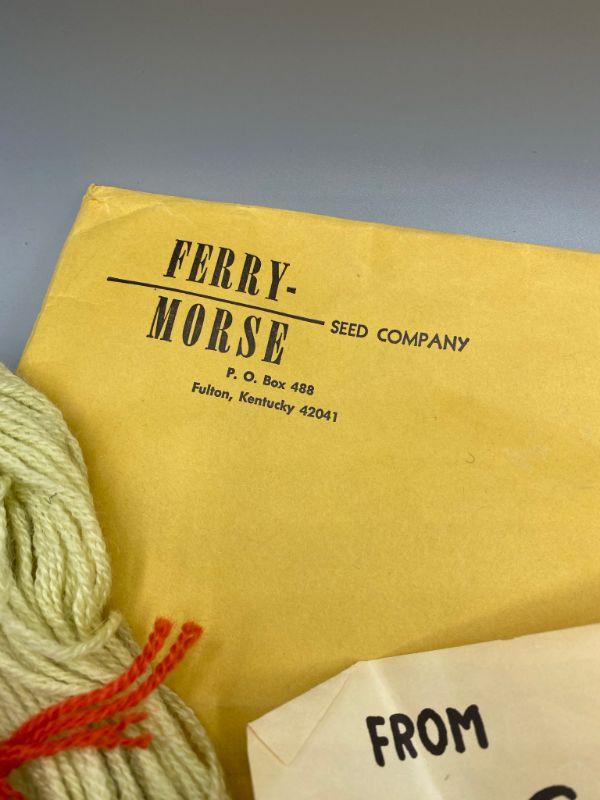 FERRY-
MORSE
SEED COMPANY
P. O. Box 488
Fulton, Kentucky 42041
FROM